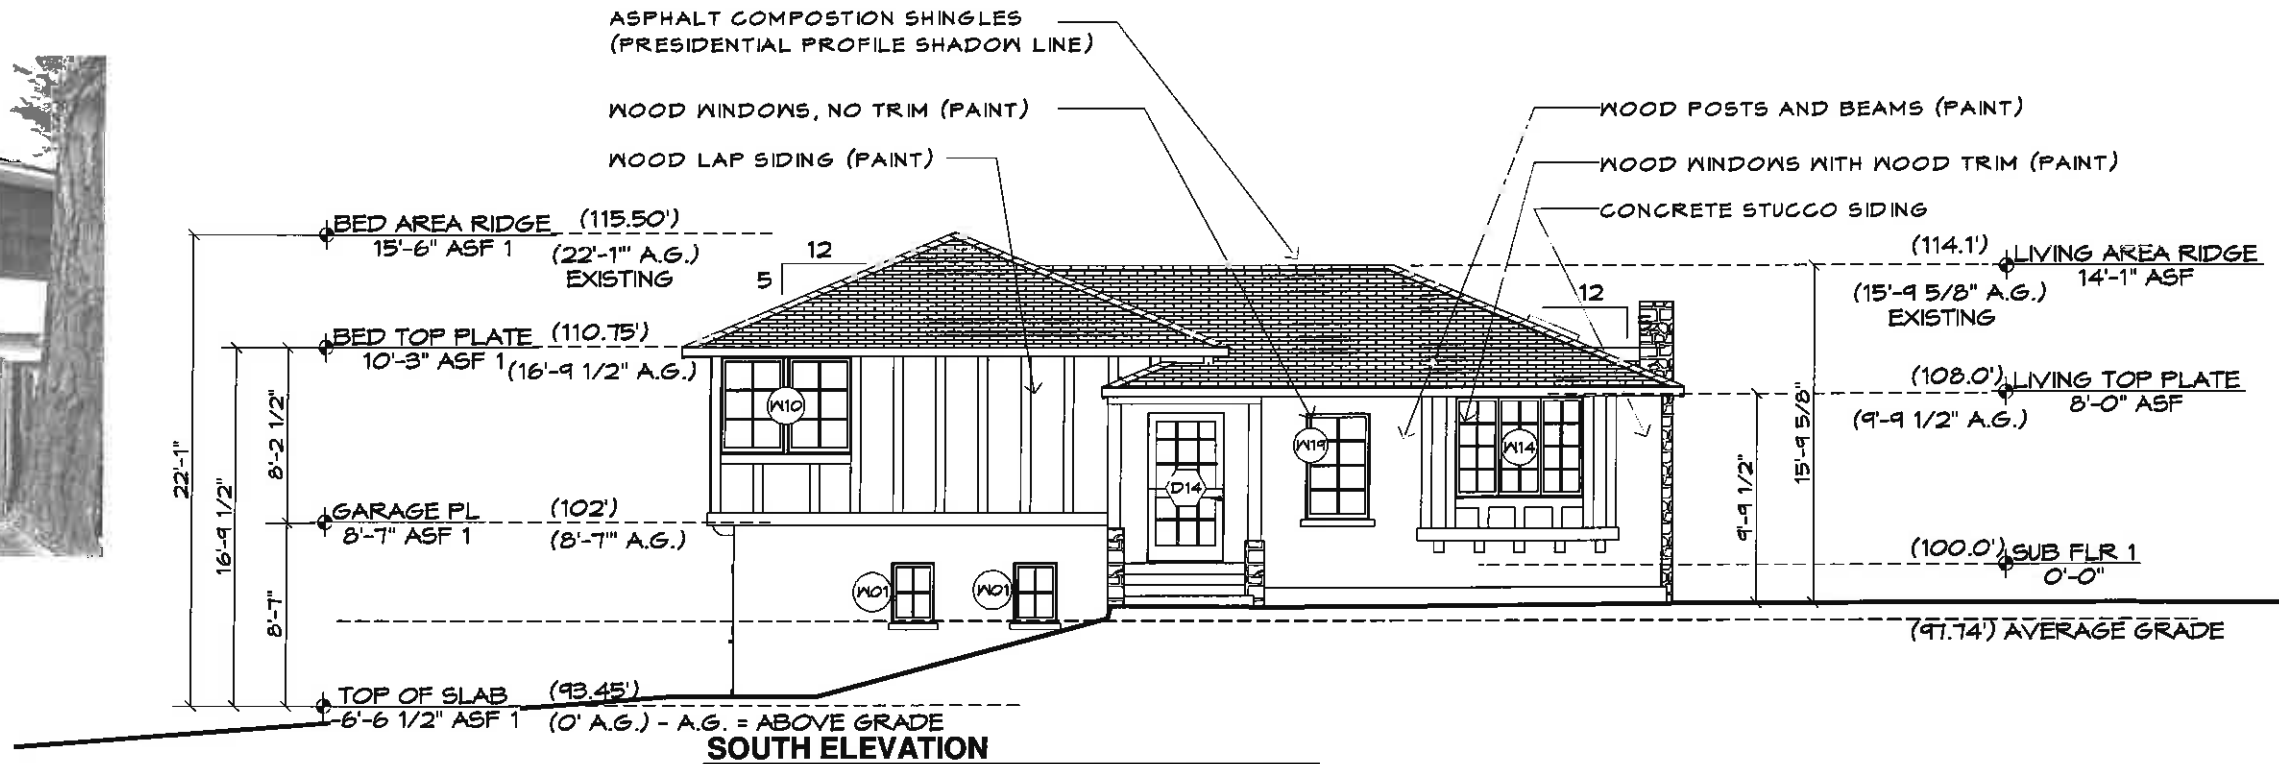 ASPHALT COMPOSTION SHINGLES
(PRESIDENTIAL PROFILE SHADOW LINE)
WOOD WINDOWS, NO TRIM (PAINT)
WOOD LAP SIDING (PAINT)
WOOD POSTS AND BEAMS (PAINT)
WOOD WINDOWS WITH WOOD TRIM (PAINT)
CONCRETE STUCCO SIDING
BED AREA RIDGE (115.50')
15'-6" ASF 1
(22'-1" A.G.)
EXISTING
12
5
BED TOP PLATE (110.75')
10'-3" ASF 1
(16'-9 1/2" A.G.)
GARAGE PL (102')
8'-7" ASF 1
(8'-7" A.G.)
TOP OF SLAB (93.45')
-6'-6 1/2" ASF 1
(0' A.G.) - A.G. = ABOVE GRADE
22'-1"
16'-9 1/2"
8'-2 1/2"
8'-7"
W10
W01
W01
D14
W19
W14
12
(114.1') LIVING AREA RIDGE
14'-1" ASF
(15'-9 5/8" A.G.)
EXISTING
(108.0') LIVING TOP PLATE
8'-0" ASF
(9'-9 1/2" A.G.)
9'-9 1/2"
15'-9 5/8"
(100.0') SUB FLR 1
0'-0"
(97.74') AVERAGE GRADE
SOUTH ELEVATION